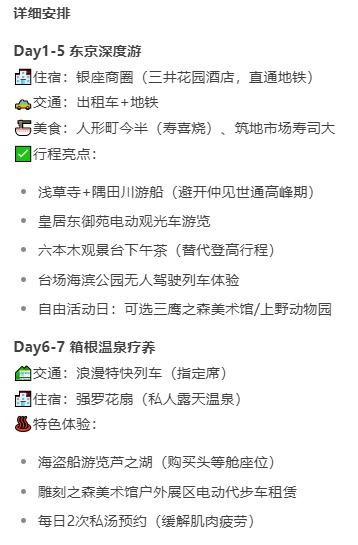 详细安排
Day1-5 东京深度游
🏨住宿：银座商圈（三井花园酒店，直通地铁）
🚕交通：出租车+地铁
🍜美食：人形町今半（寿喜烧）、筑地市场寿司大
✅行程亮点：
浅草寺+隅田川游船（避开仲见世通高峰期）
皇居东御苑电动观光车游览
六本木观景台下午茶（替代登高行程）
台场海滨公园无人驾驶列车体验
自由活动日：可选三鹰之森美术馆/上野动物园
Day6-7 箱根温泉疗养
🚅交通：浪漫特快列车（指定席）
🏨住宿：强罗花扇（私人露天温泉）
♨️特色体验：
海盗船游览芦之湖（购买头等舱座位）
雕刻之森美术馆户外展区电动代步车租赁
每日2次私汤预约（缓解肌肉疲劳）